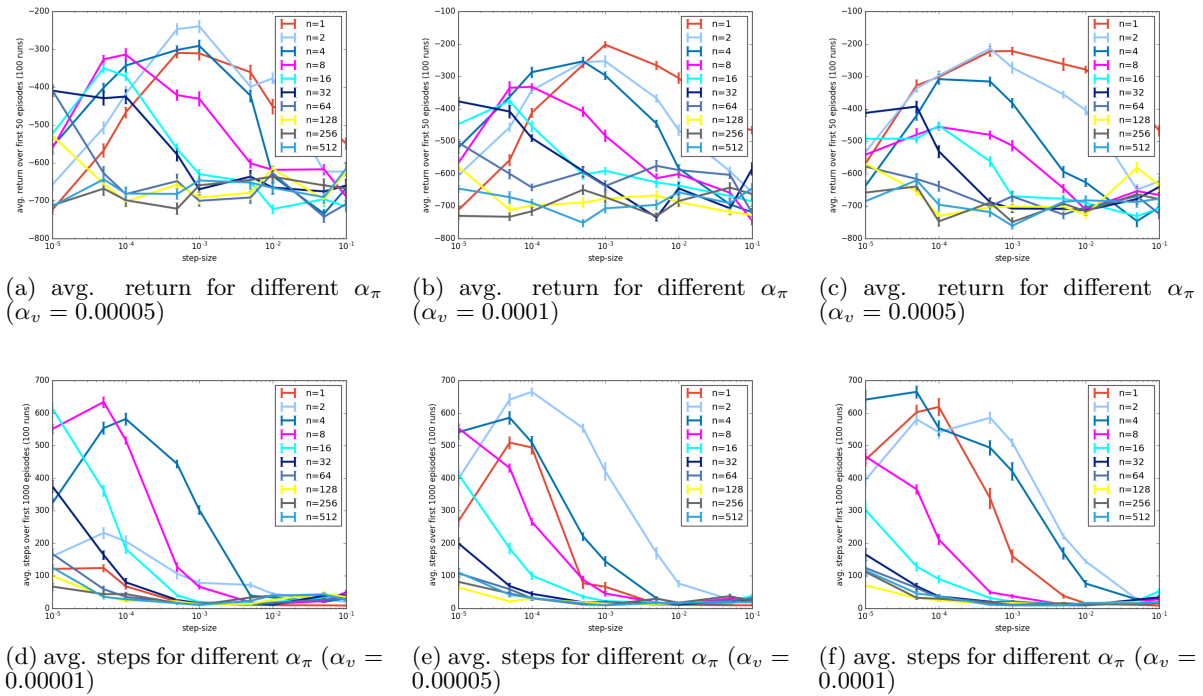 −100
−200
−300
−400
−500
−600
−700
−800
avg. return over first 50 episodes (100 runs)
10⁻⁵ 10⁻⁴ 10⁻³ 10⁻² 10⁻¹
step-size
n=1
n=2
n=4
n=8
n=16
n=32
n=64
n=128
n=256
n=512
(a) avg. return for different α_π
(α_v = 0.00005)
−100
−200
−300
−400
−500
−600
−700
−800
avg. return over first 50 episodes (100 runs)
10⁻⁵ 10⁻⁴ 10⁻³ 10⁻² 10⁻¹
step-size
n=1
n=2
n=4
n=8
n=16
n=32
n=64
n=128
n=256
n=512
(b) avg. return for different α_π
(α_v = 0.0001)
−100
−200
−300
−400
−500
−600
−700
−800
avg. return over first 50 episodes (100 runs)
10⁻⁵ 10⁻⁴ 10⁻³ 10⁻² 10⁻¹
step-size
n=1
n=2
n=4
n=8
n=16
n=32
n=64
n=128
n=256
n=512
(c) avg. return for different α_π
(α_v = 0.0005)
700
600
500
400
300
200
100
0
avg. steps over first 1000 episodes (100 runs)
10⁻⁵ 10⁻⁴ 10⁻³ 10⁻² 10⁻¹
step-size
n=1
n=2
n=4
n=8
n=16
n=32
n=64
n=128
n=256
n=512
(d) avg. steps for different α_π (α_v =
0.00001)
700
600
500
400
300
200
100
0
avg. steps over first 1000 episodes (100 runs)
10⁻⁵ 10⁻⁴ 10⁻³ 10⁻² 10⁻¹
step-size
n=1
n=2
n=4
n=8
n=16
n=32
n=64
n=128
n=256
n=512
(e) avg. steps for different α_π (α_v =
0.00005)
700
600
500
400
300
200
100
0
avg. steps over first 1000 episodes (100 runs)
10⁻⁵ 10⁻⁴ 10⁻³ 10⁻² 10⁻¹
step-size
n=1
n=2
n=4
n=8
n=16
n=32
n=64
n=128
n=256
n=512
(f) avg. steps for different α_π (α_v =
0.0001)